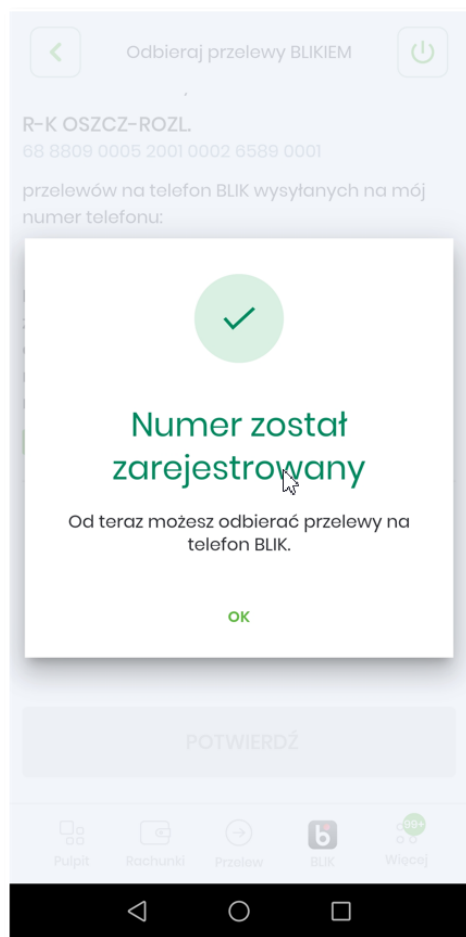 Odbieraj przelewy BLIKIEM
R-K OSZCZ-ROZL.
68 8809 0005 2001 0002 6589 0001
przelewów na telefon BLIK wysyłanych na mój
numer telefonu:
Numer został
zarejestrowany
Od teraz możesz odbierać przelewy na
telefon BLIK.
OK
POTWIERDŹ
99+
Pulpit Rachunki Przelew BLIK Więcej